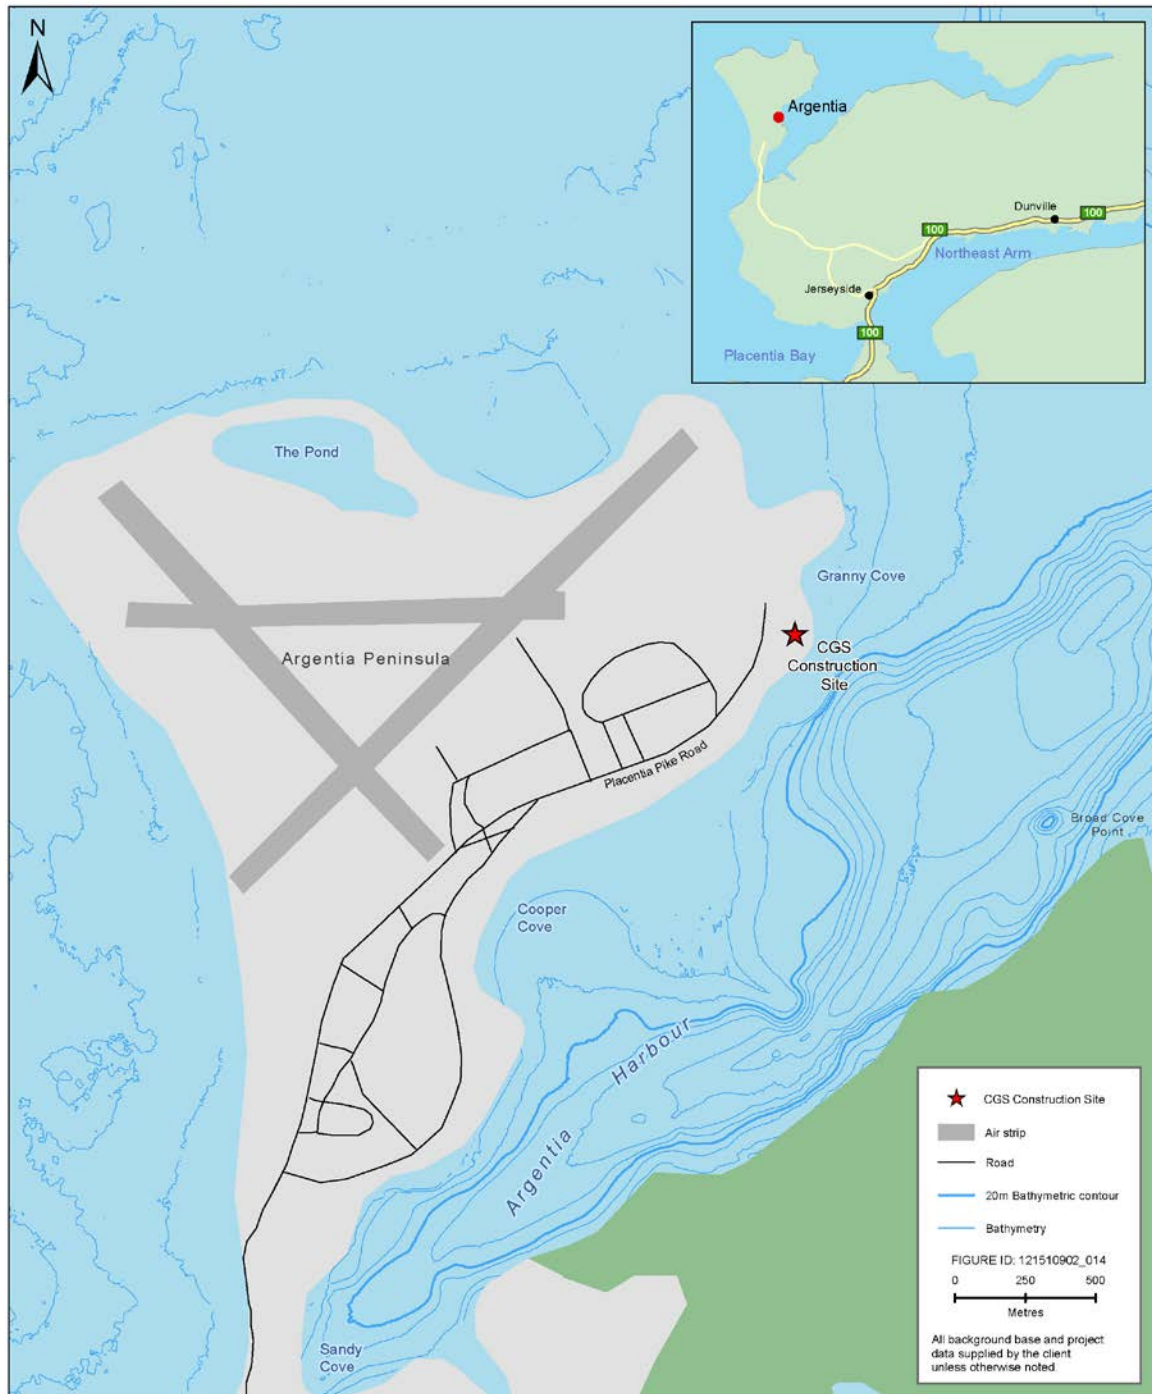 N
Argentia
Dunville
100
100
Northeast Arm
Jerseyside
100
Placentia Bay
The Pond
Granny Cove
CGS
Construction
Site
Argentia Peninsula
Placentia Pike Road
Broad Cove
Point
Cooper
Cove
Argentia Harbour
Sandy
Cove
CGS Construction Site
Air strip
Road
20m Bathymetric contour
Bathymetry
FIGURE ID: 121510902_014
0 250 500
Metres
All background base and project
data supplied by the client
unless otherwise noted.